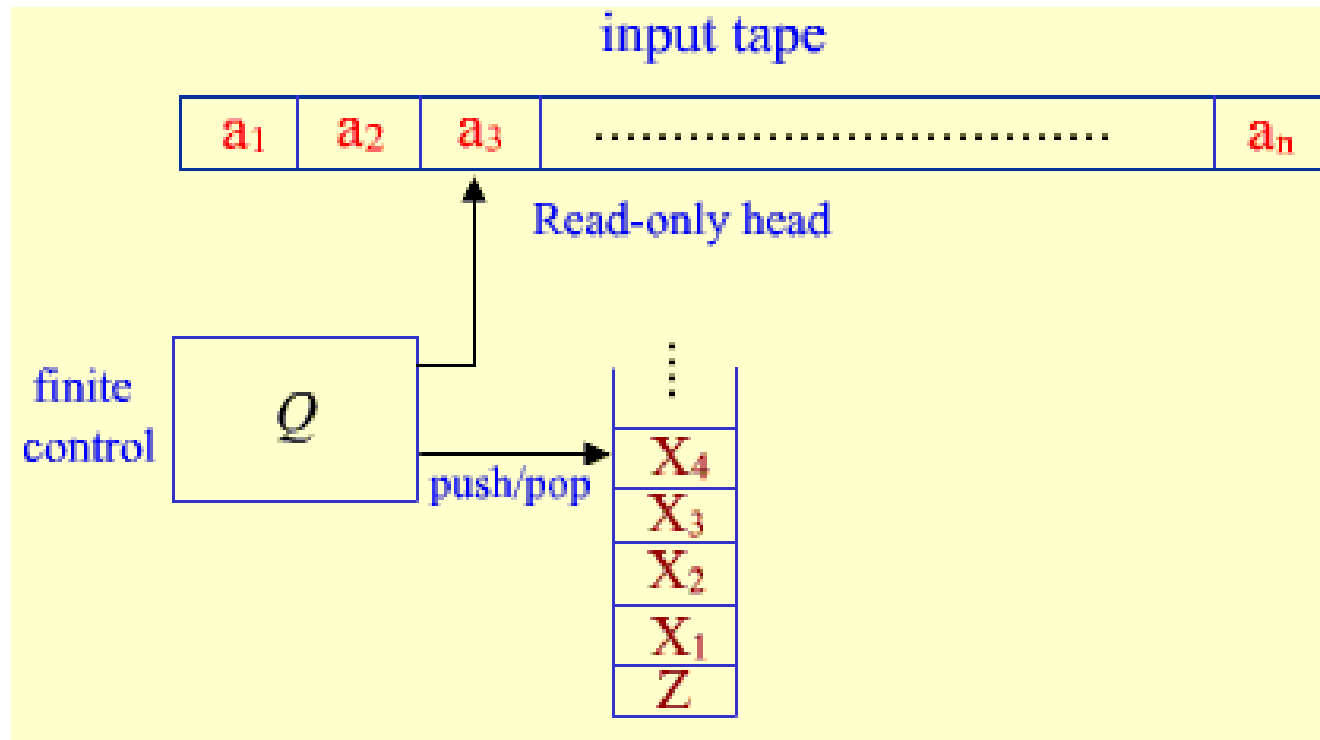 input tape
a₁ a₂ a₃ ................................ aₙ
Read-only head
finite
control
Q
push/pop
X₄
X₃
X₂
X₁
Z